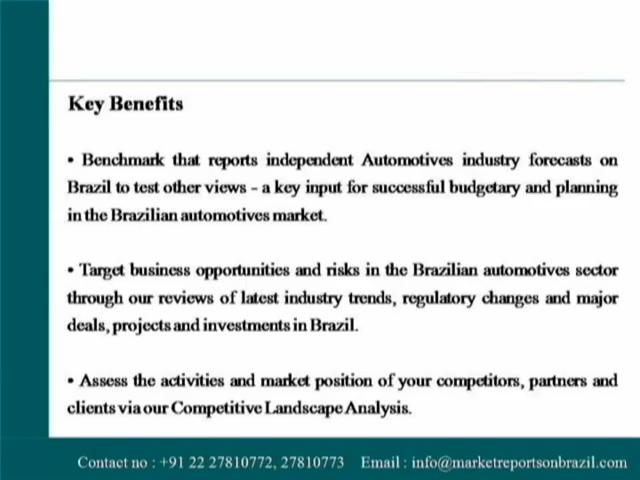 Key Benefits
• Benchmark that reports independent Automotives industry forecasts on
Brazil to test other views - a key input for successful budgetary and planning
in the Brazilian automotives market.
• Target business opportunities and risks in the Brazilian automotives sector
through our reviews of latest industry trends, regulatory changes and major
deals, projects and investments in Brazil.
• Assess the activities and market position of your competitors, partners and
clients via our Competitive Landscape Analysis.
Contact no : +91 22 27810772, 27810773 Email : info@marketreportsonbrazil.com